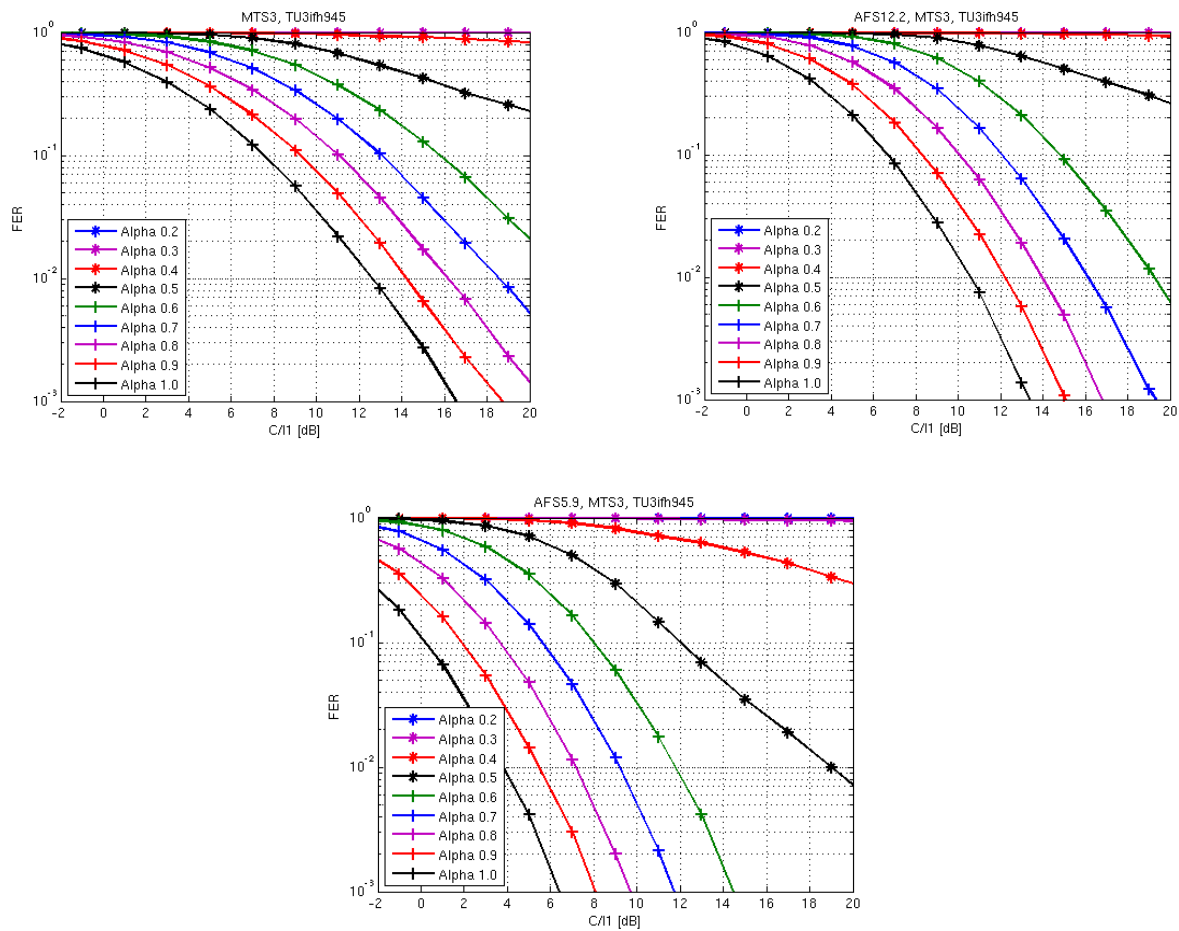 MTS3, TU3ifh945
10^0
10^-1
10^-2
10^-3
FER
Alpha 0.2
Alpha 0.3
Alpha 0.4
Alpha 0.5
Alpha 0.6
Alpha 0.7
Alpha 0.8
Alpha 0.9
Alpha 1.0
-2 0 2 4 6 8 10 12 14 16 18 20
C/I1 [dB]
AFS12.2, MTS3, TU3ifh945
10^0
10^-1
10^-2
10^-3
FER
Alpha 0.2
Alpha 0.3
Alpha 0.4
Alpha 0.5
Alpha 0.6
Alpha 0.7
Alpha 0.8
Alpha 0.9
Alpha 1.0
-2 0 2 4 6 8 10 12 14 16 18 20
C/I1 [dB]
AFS5.9, MTS3, TU3ifh945
10^0
10^-1
10^-2
10^-3
FER
Alpha 0.2
Alpha 0.3
Alpha 0.4
Alpha 0.5
Alpha 0.6
Alpha 0.7
Alpha 0.8
Alpha 0.9
Alpha 1.0
-2 0 2 4 6 8 10 12 14 16 18 20
C/I1 [dB]